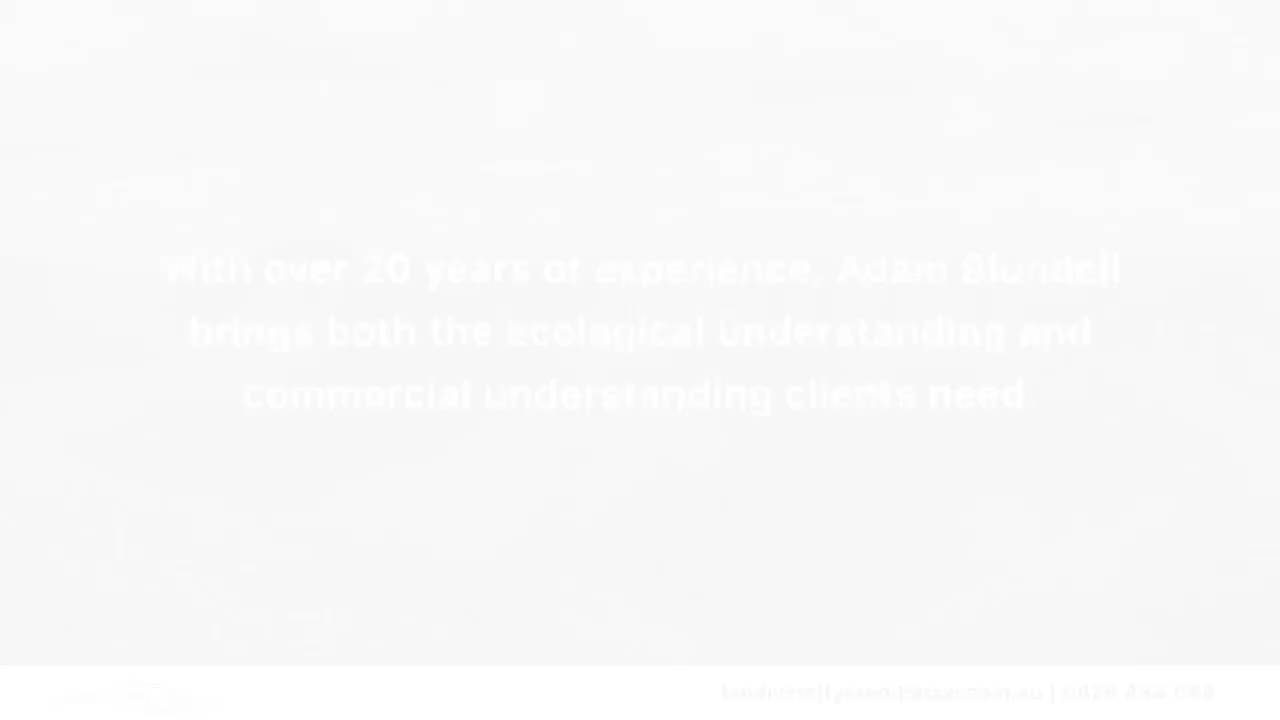 With over 20 years of experience, Adam Blundell
brings both the ecological understanding and
commercial understanding clients need.